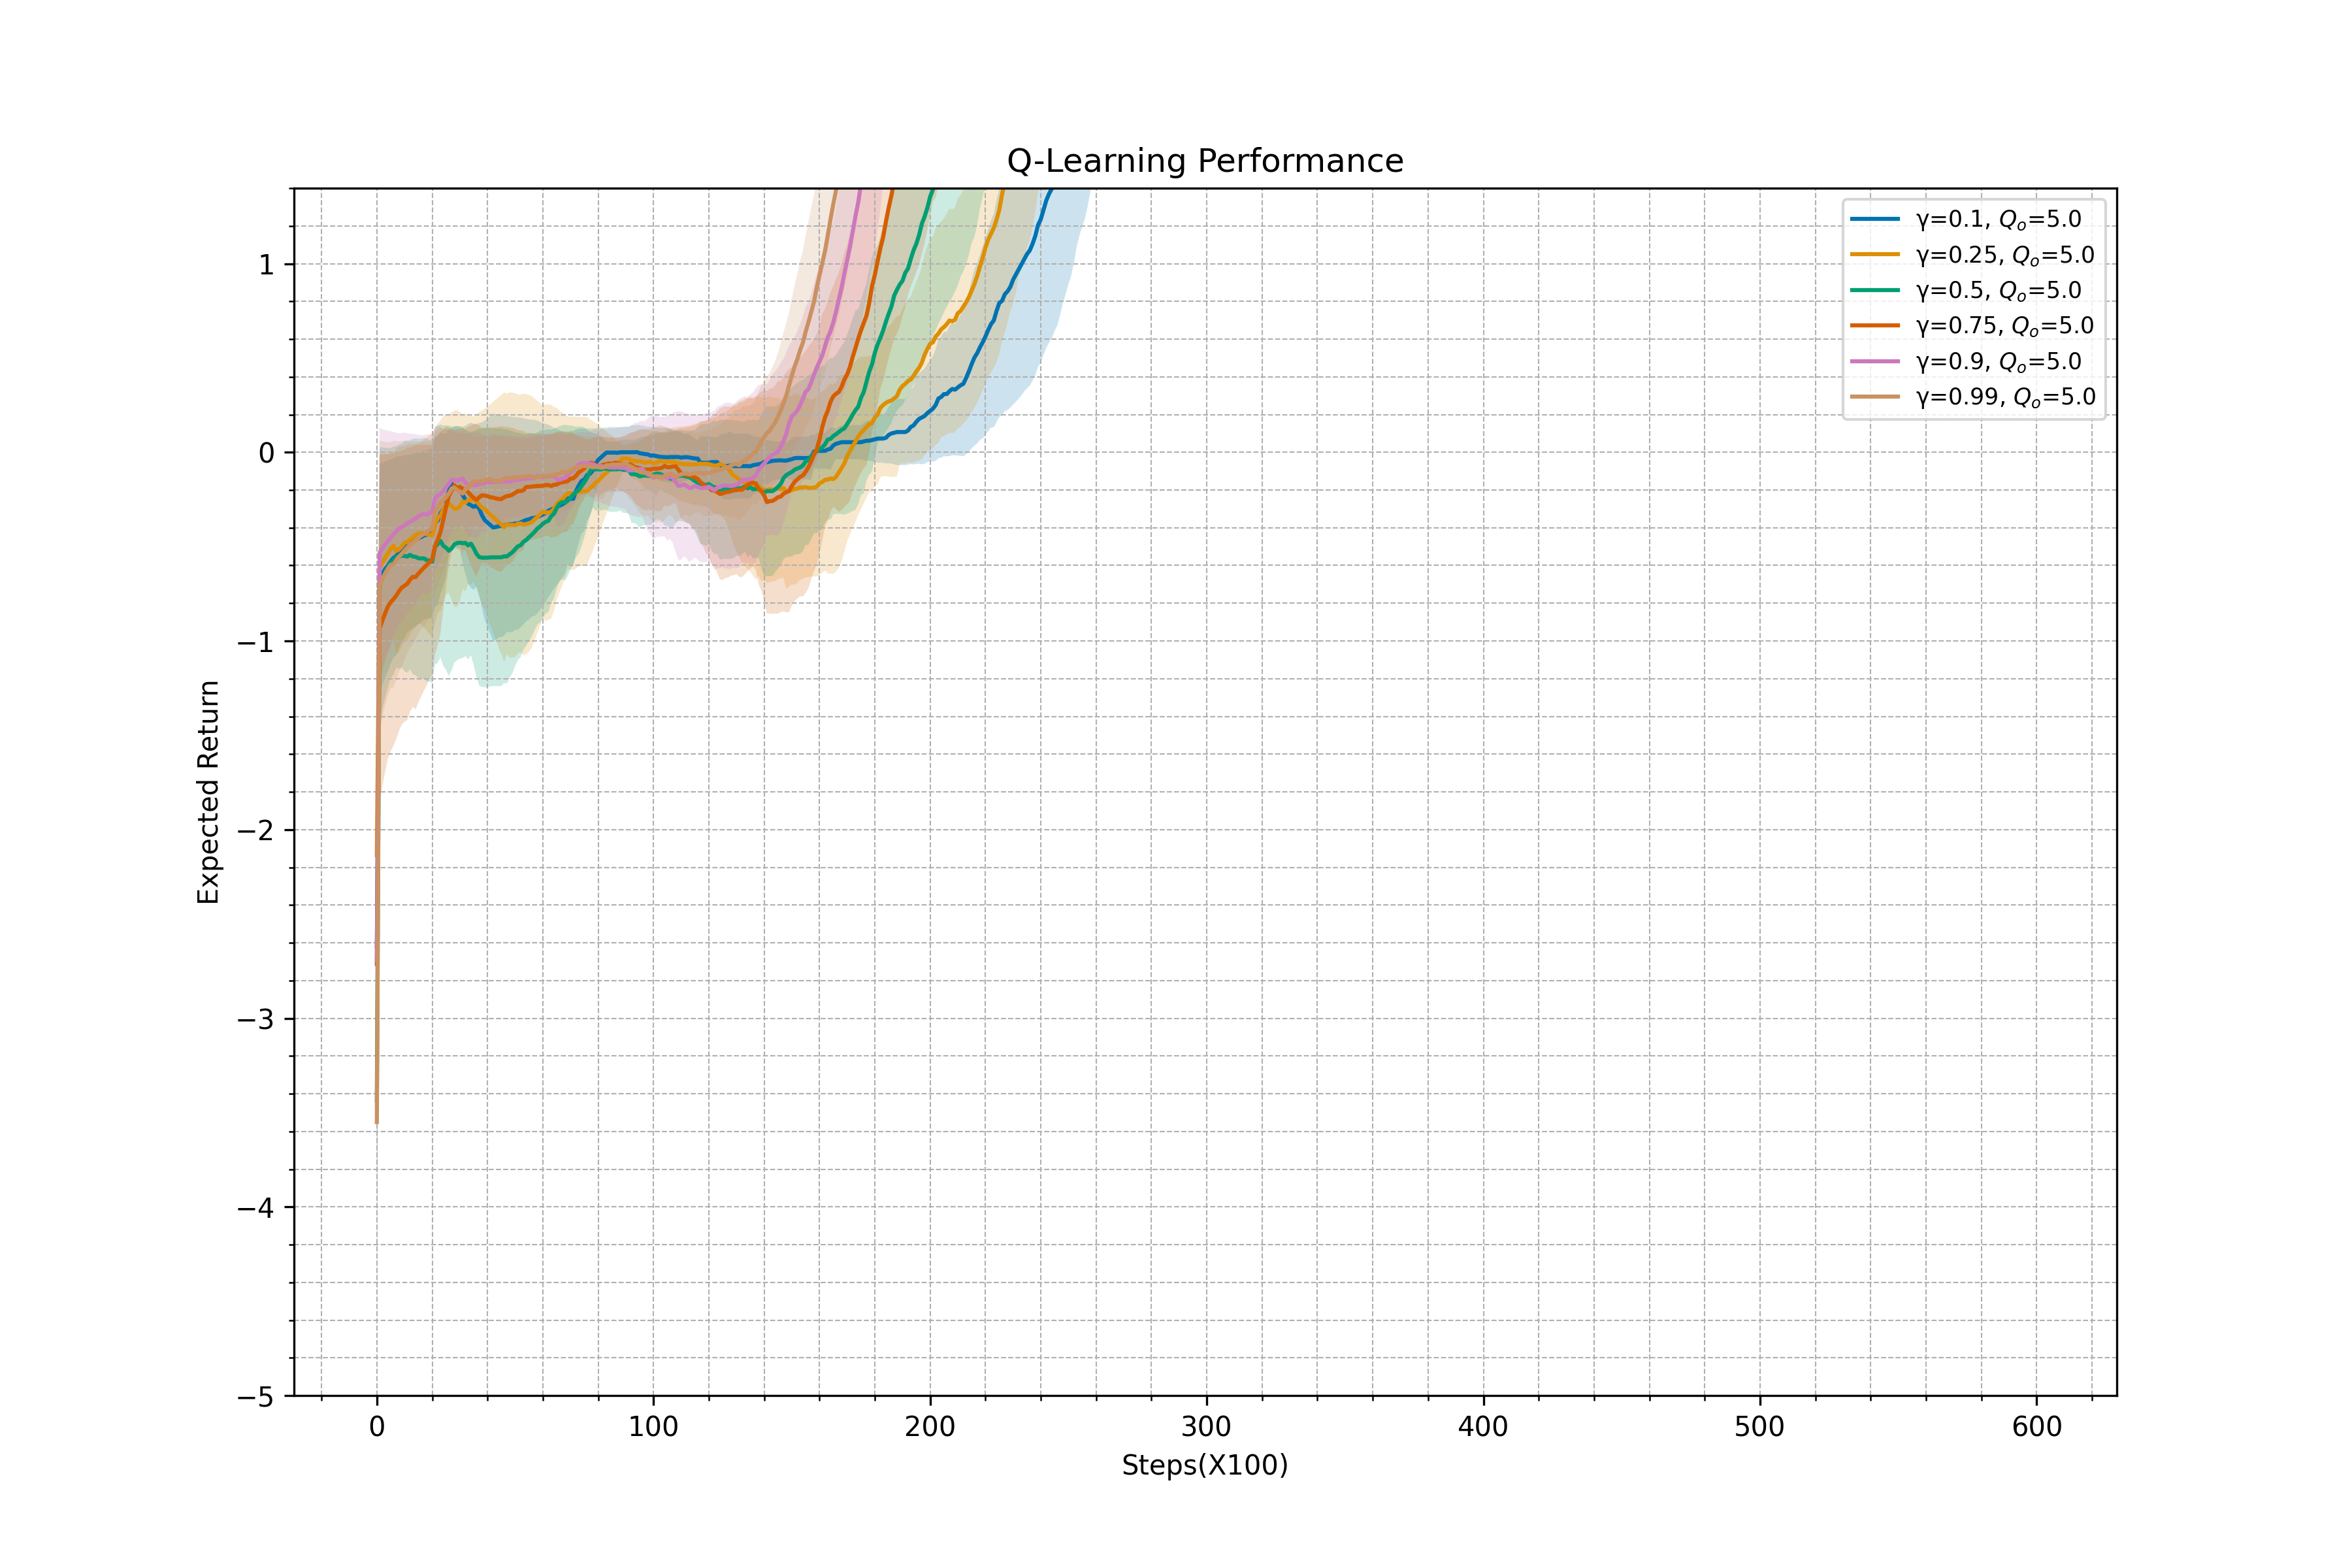 Q-Learning Performance
Expected Return
1
0
−1
−2
−3
−4
−5
0 100 200 300 400 500 600
Steps(X100)
γ=0.1, Qₒ=5.0
γ=0.25, Qₒ=5.0
γ=0.5, Qₒ=5.0
γ=0.75, Qₒ=5.0
γ=0.9, Qₒ=5.0
γ=0.99, Qₒ=5.0